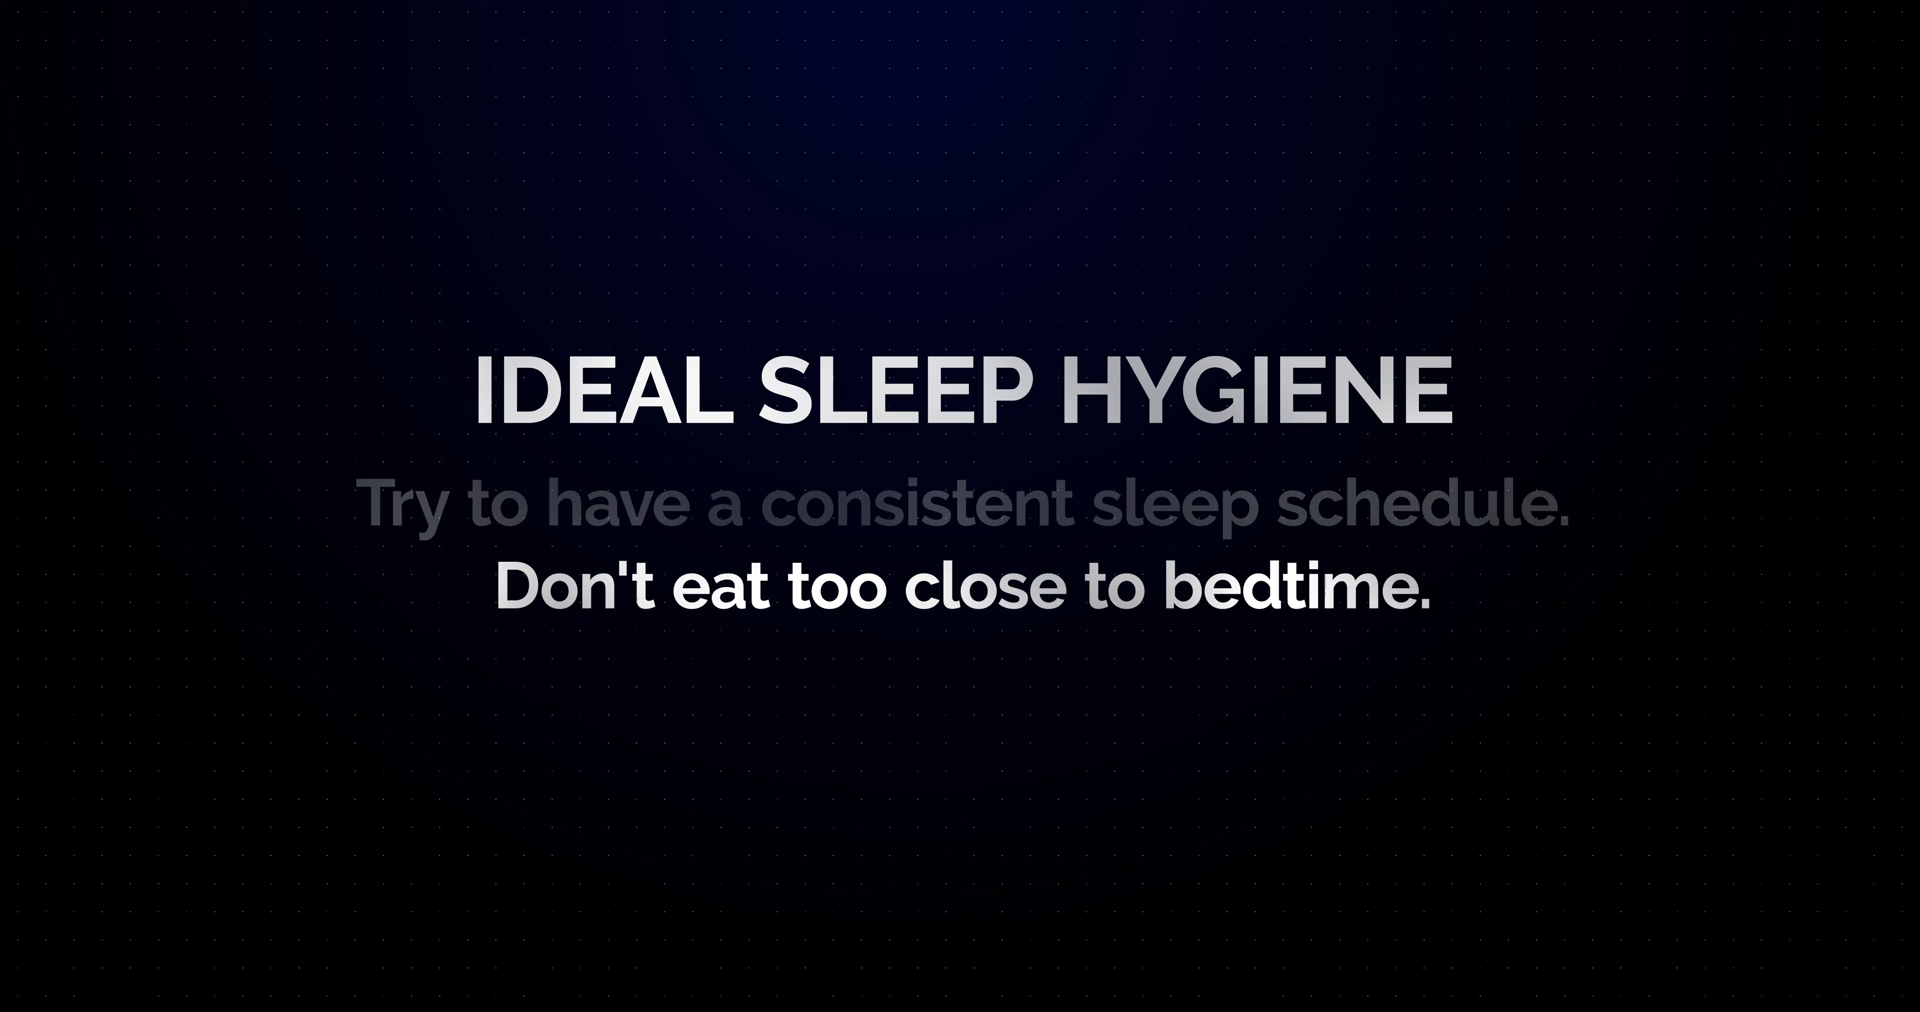 IDEAL SLEEP HYGIENE
Try to have a consistent sleep schedule.
Don't eat too close to bedtime.